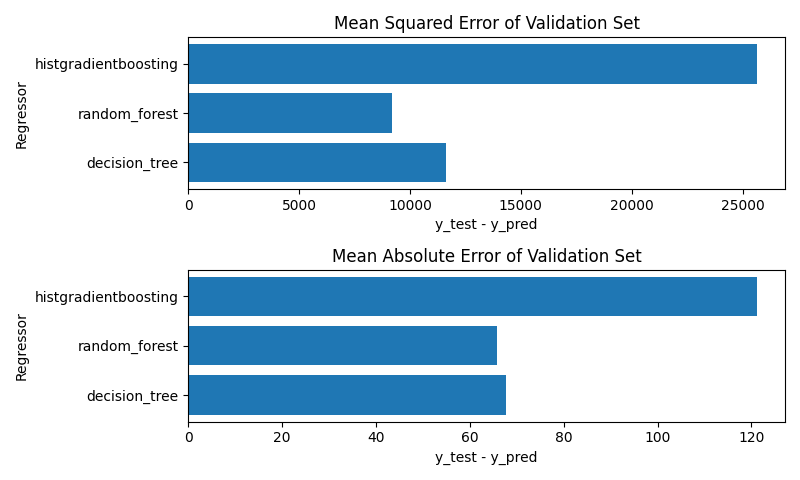 Mean Squared Error of Validation Set
Regressor
histgradientboosting
random_forest
decision_tree
0 5000 10000 15000 20000 25000
y_test - y_pred
Mean Absolute Error of Validation Set
Regressor
histgradientboosting
random_forest
decision_tree
0 20 40 60 80 100 120
y_test - y_pred